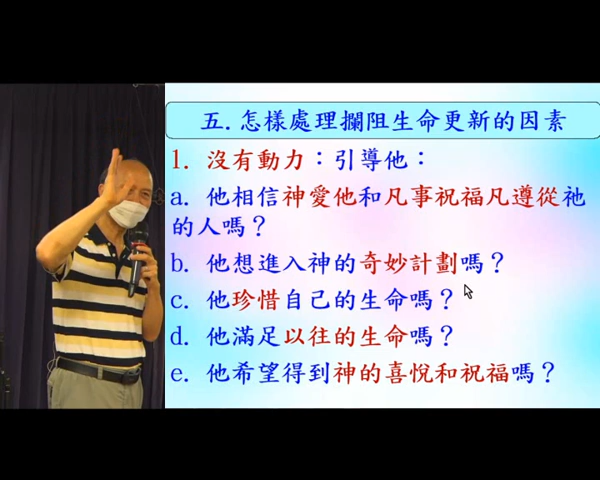 五.怎樣處理攔阻生命更新的因素
1. 沒有動力：引導他：
a. 他相信神愛他和凡事祝福凡遵從祂
的人嗎？
b. 他想進入神的奇妙計劃嗎？
c. 他珍惜自己的生命嗎？
d. 他滿足以往的生命嗎？
e. 他希望得到神的喜悅和祝福嗎？